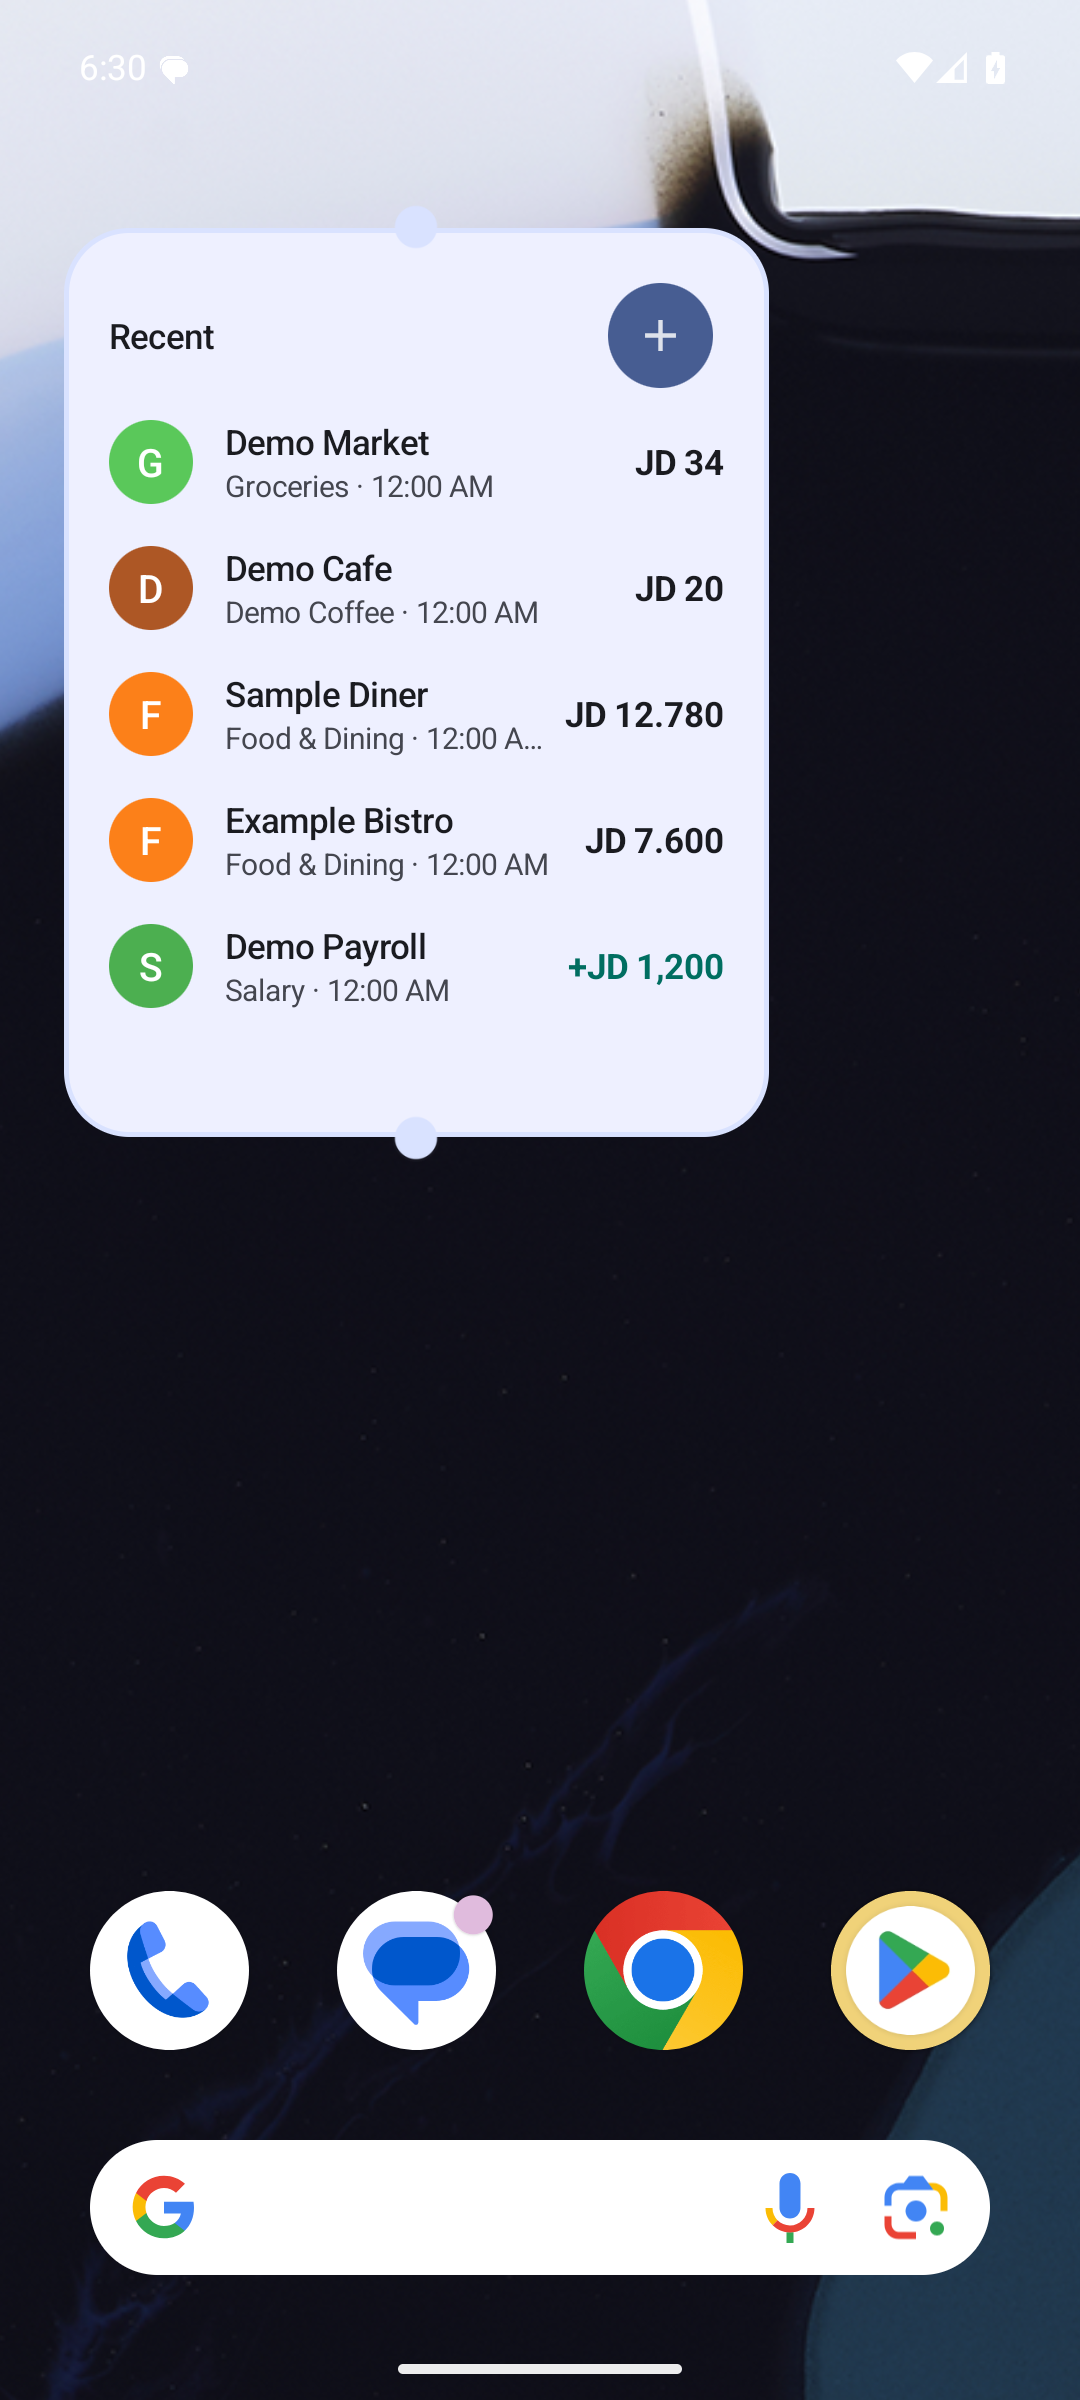 6:30
Recent
+
G
Demo Market
Groceries · 12:00 AM
JD 34
D
Demo Cafe
Demo Coffee · 12:00 AM
JD 20
F
Sample Diner
Food & Dining · 12:00 A...
JD 12.780
F
Example Bistro
Food & Dining · 12:00 AM
JD 7.600
S
Demo Payroll
Salary · 12:00 AM
+JD 1,200
G